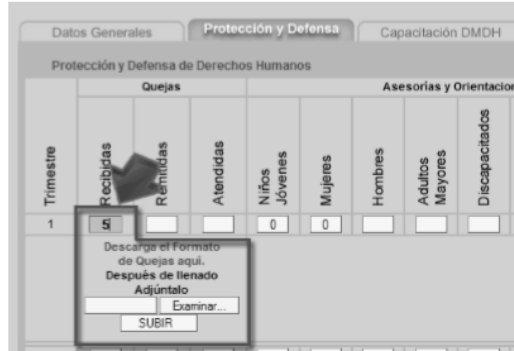 Datos Generales
Protección y Defensa
Capacitación DMDH
Protección y Defensa de Derechos Humanos
Quejas
Asesorías y Orientacion
Trimestre
Recibidas
Remitidas
Atendidas
Niños
Jóvenes
Mujeres
Hombres
Adultos
Mayores
Discapacitados
1
5
0
0
Descarga el Formato
de Quejas aquí.
Después de llenado
Adjúntalo
Examinar...
SUBIR